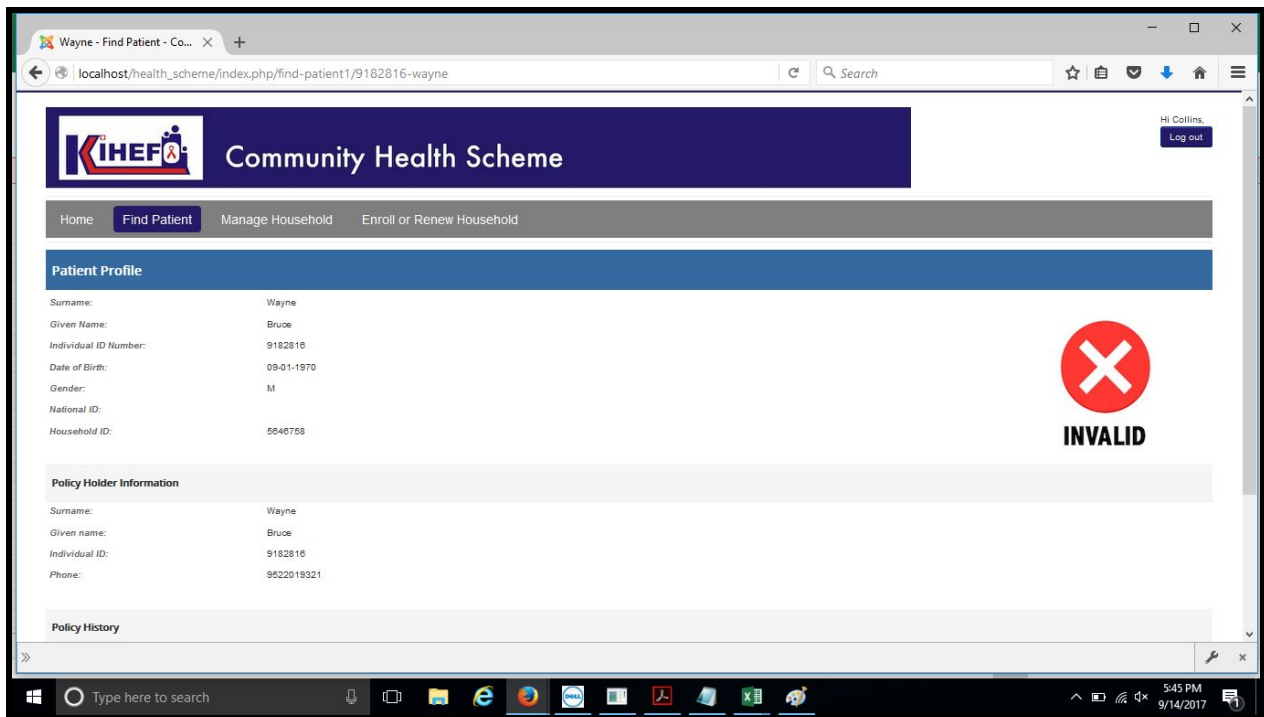 Wayne - Find Patient - Co...
localhost/health_scheme/index.php/find-patient1/9182816-wayne
Search
KIHEFO
Community Health Scheme
Hi Collins,
Log out
Home Find Patient Manage Household Enroll or Renew Household
Patient Profile
Surname: Wayne
Given Name: Bruce
Individual ID Number: 9182816
Date of Birth: 09-01-1970
Gender: M
National ID:
Household ID: 5646758
INVALID
Policy Holder Information
Surname: Wayne
Given name: Bruce
Individual ID: 9182816
Phone: 9522019321
Policy History
Type here to search
DELL
5:45 PM
9/14/2017
1